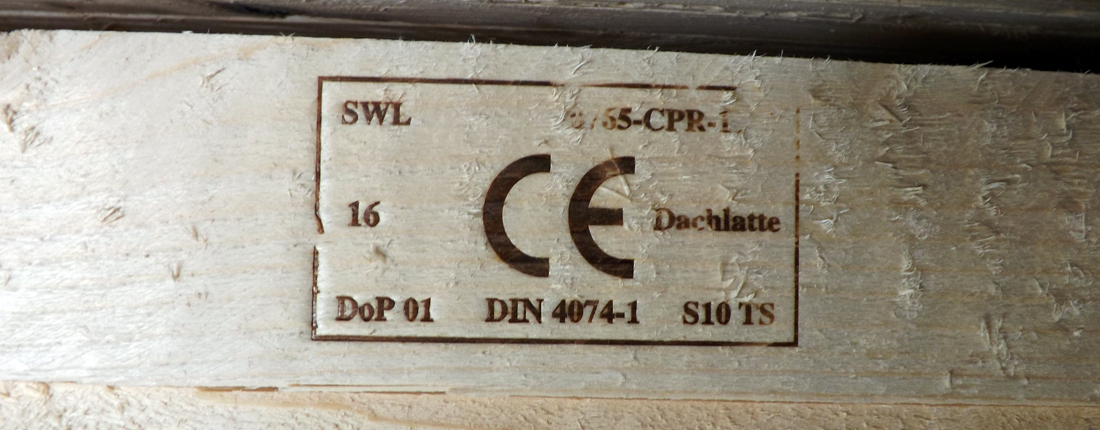 SWL
16 CE Dachlatte
DoP 01 DIN 4074-1 S10 TS